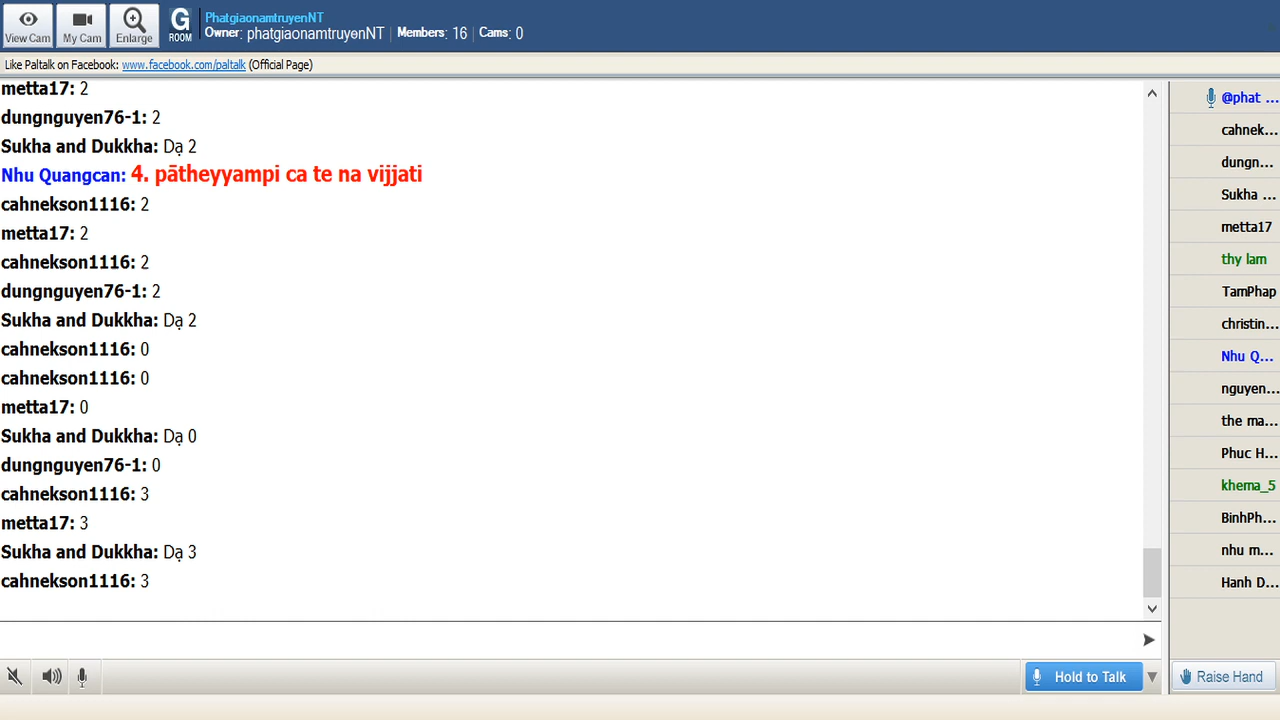 View Cam
My Cam
Enlarge
G
ROOM
PhatgiaonamtruyenNT
Owner: phatgiaonamtruyenNT | Members: 16 | Cams: 0
Like Paltalk on Facebook: www.facebook.com/paltalk (Official Page)
metta17: 2
dungnguyen76-1: 2
Sukha and Dukkha: Dạ 2
Nhu Quangcan: 4. pātheyyampi ca te na vijjati
cahnekson1116: 2
metta17: 2
cahnekson1116: 2
dungnguyen76-1: 2
Sukha and Dukkha: Dạ 2
cahnekson1116: 0
cahnekson1116: 0
metta17: 0
Sukha and Dukkha: Dạ 0
dungnguyen76-1: 0
cahnekson1116: 3
metta17: 3
Sukha and Dukkha: Dạ 3
cahnekson1116: 3
@phat ...
cahnek...
dungn...
Sukha ...
metta17
thy lam
TamPhap
christin...
Nhu Q...
nguyen...
the ma...
Phuc H...
khema_5
BinhPh...
nhu m...
Hanh D...
Hold to Talk
Raise Hand